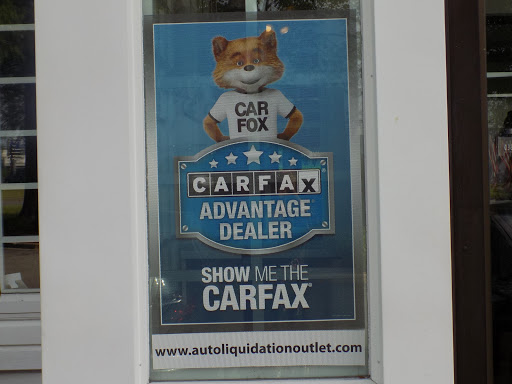 CAR
FOX
CARFAX
ADVANTAGE®
DEALER
SHOW ME THE
CARFAX®
www.autoliquidationoutlet.com